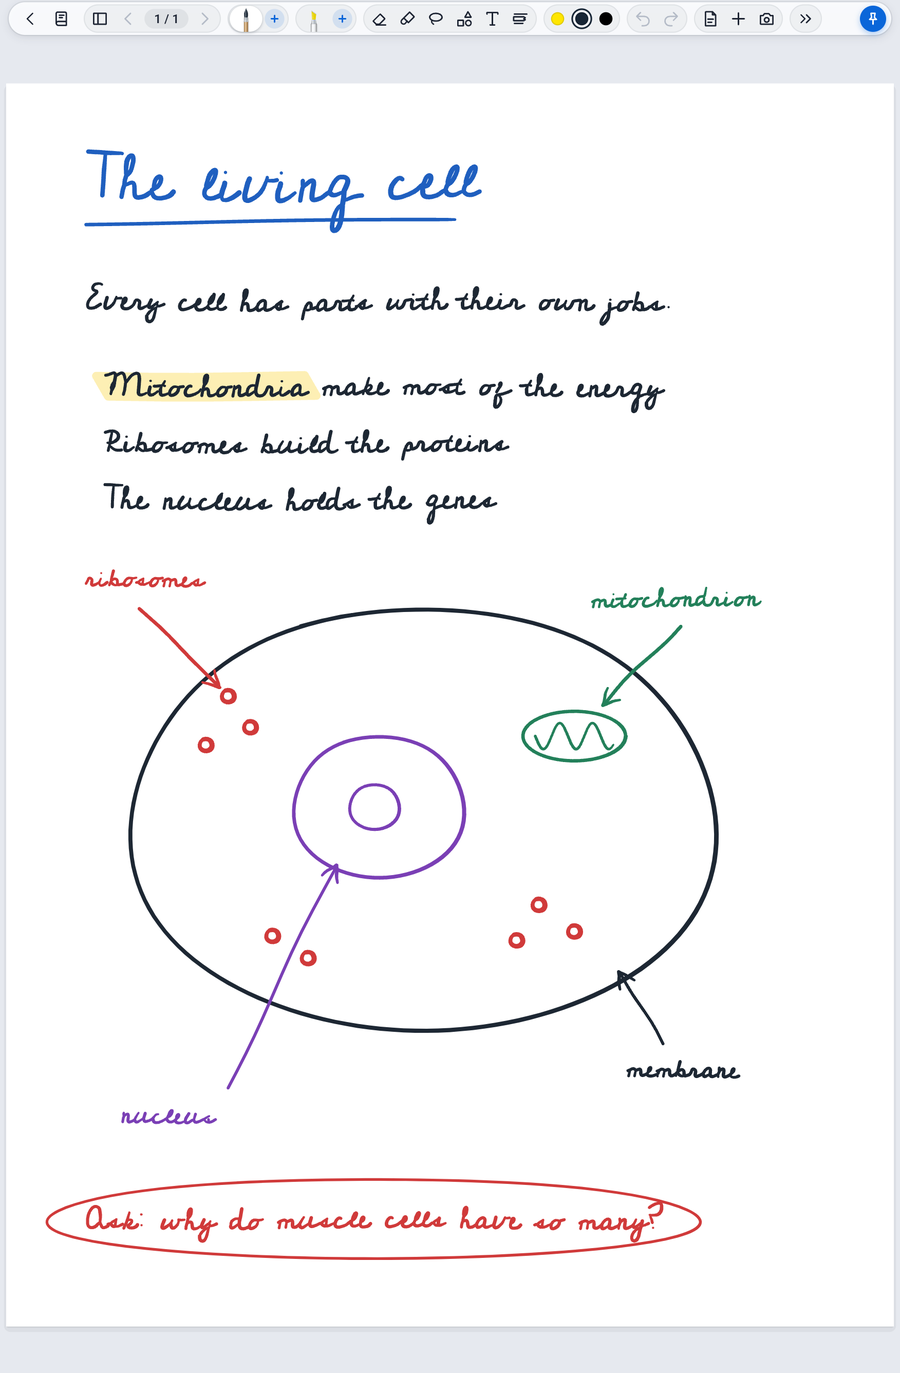 1 / 1
The living cell
Every cell has parts with their own jobs.
Mitochondria make most of the energy
Ribosomes build the proteins
The nucleus holds the genes
ribosomes
mitochondrion
membrane
nucleus
Ask: why do muscle cells have so many?